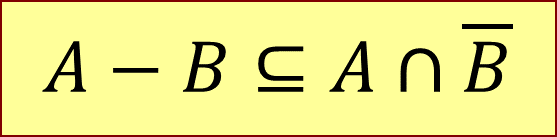 𝐴 − 𝐵 ⊆ 𝐴 ∩ B̅